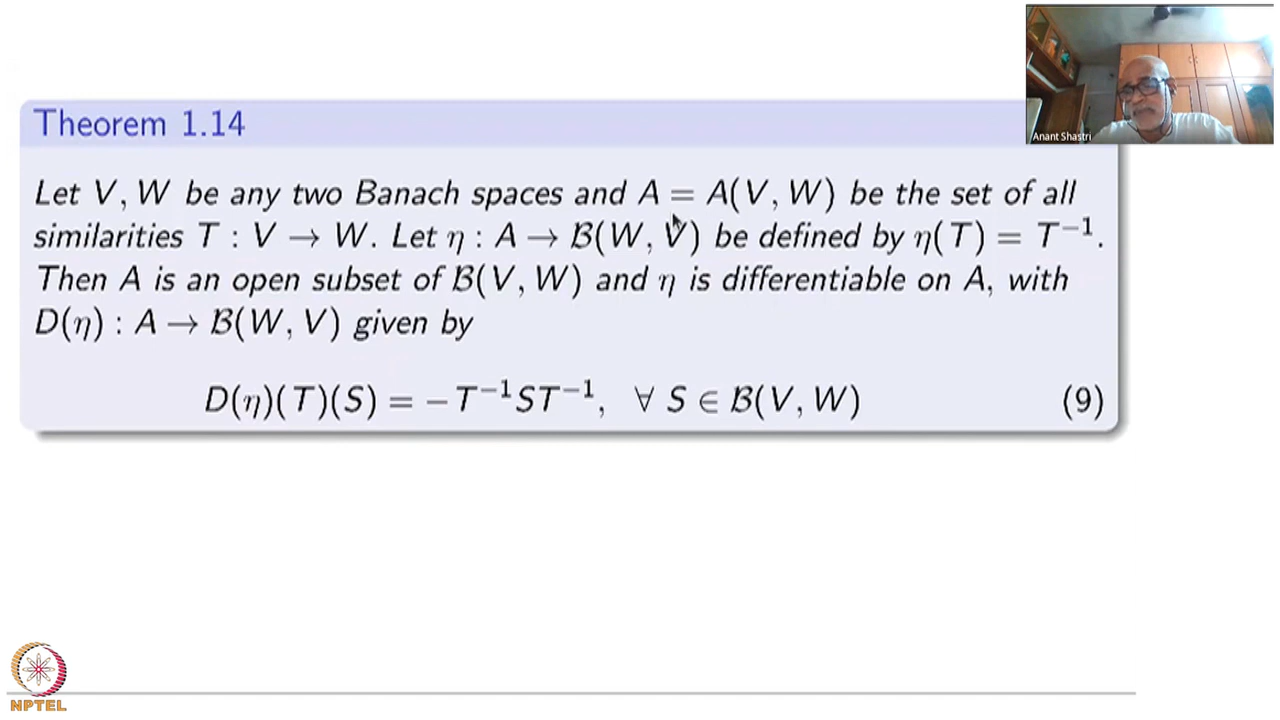 Theorem 1.14
Let V, W be any two Banach spaces and A = A(V, W) be the set of all
similarities T : V → W. Let η : A → ℬ(W, V) be defined by η(T) = T⁻¹.
Then A is an open subset of ℬ(V, W) and η is differentiable on A, with
D(η) : A → ℬ(W, V) given by
D(η)(T)(S) = −T⁻¹ST⁻¹, ∀ S ∈ ℬ(V, W) (9)
Anant Shastri
NPTEL